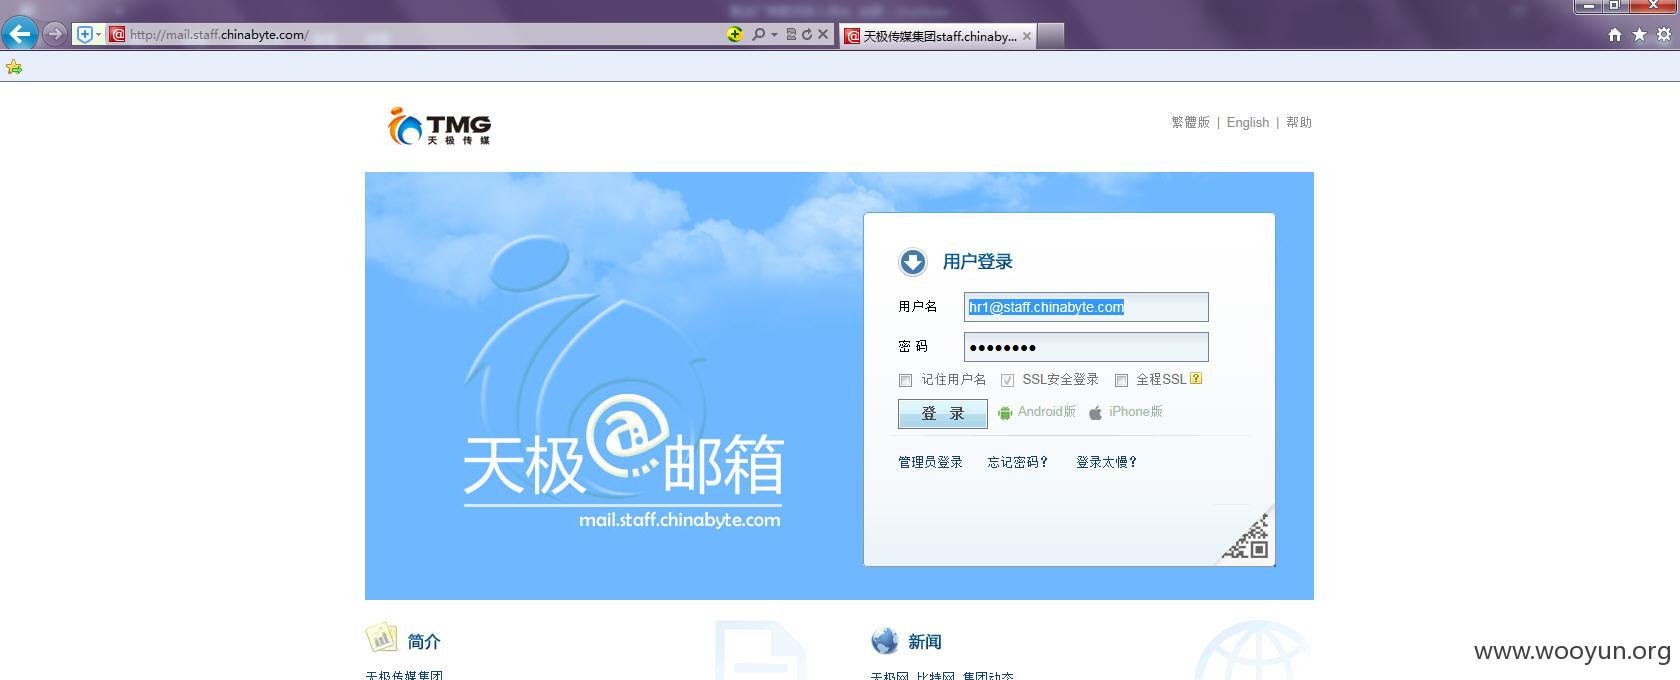 http://mail.staff.chinabyte.com/
天极传媒集团staff.chinaby...
TMG
天极传媒
繁體版 | English | 帮助
用户登录
用户名 hr1@staff.chinabyte.com
密 码 ●●●●●●●●
记住用户名 SSL安全登录 全程SSL ?
登 录 Android版 iPhone版
管理员登录 忘记密码? 登录太慢?
天极@邮箱
mail.staff.chinabyte.com
简介
新闻
天极传媒集团
天极网 比特网 集团动态
www.wooyun.org